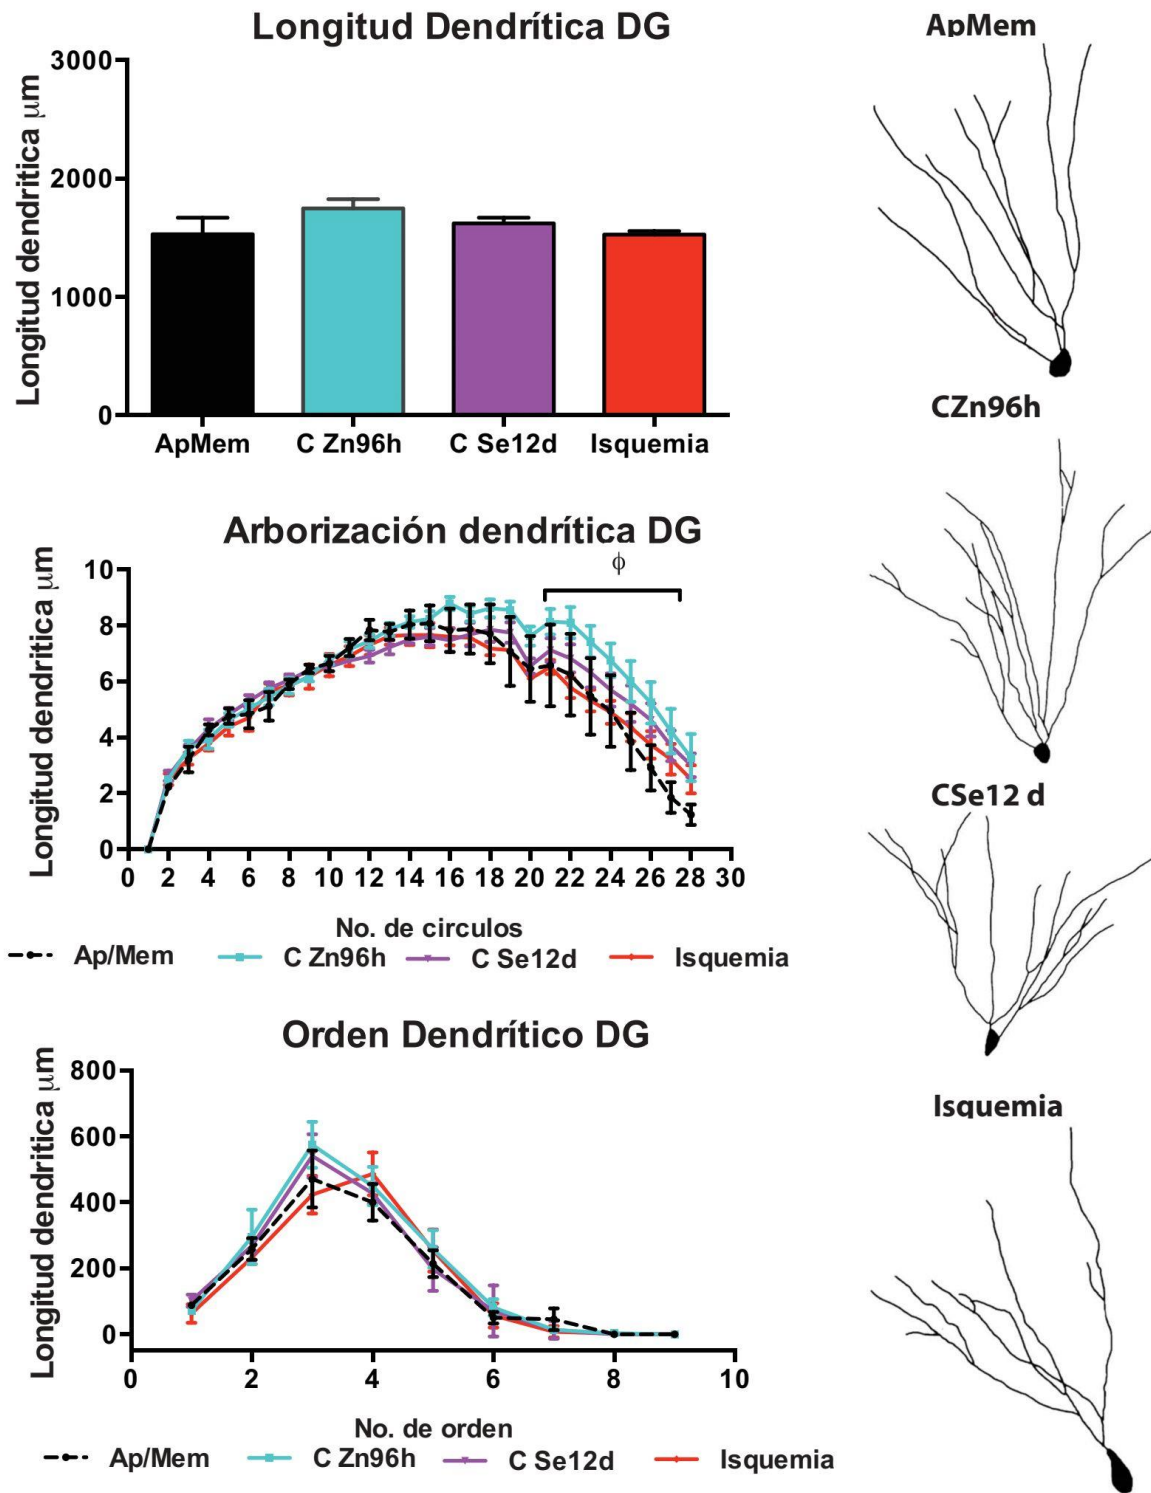 Longitud Dendrítica DG
Longitud dendritica μm
3000
2000
1000
0
ApMem
C Zn96h
C Se12d
Isquemia
Arborización dendrítica DG
ϕ
Longitud dendritica μm
10
8
6
4
2
0
0 2 4 6 8 10 12 14 16 18 20 22 24 26 28 30
No. de circulos
Ap/Mem
C Zn96h
C Se12d
Isquemia
Orden Dendrítico DG
Longitud dendritica μm
800
600
400
200
0
0 2 4 6 8 10
No. de orden
Ap/Mem
C Zn96h
C Se12d
Isquemia
ApMem
CZn96h
CSe12 d
Isquemia